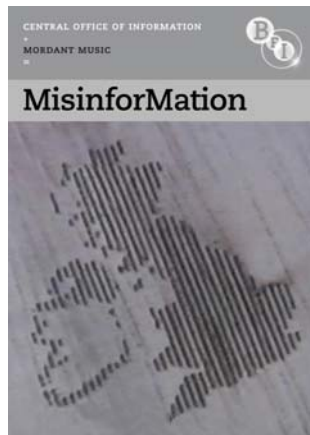 CENTRAL OFFICE OF INFORMATION
+
MORDANT MUSIC
=
BFI
MisinforMation